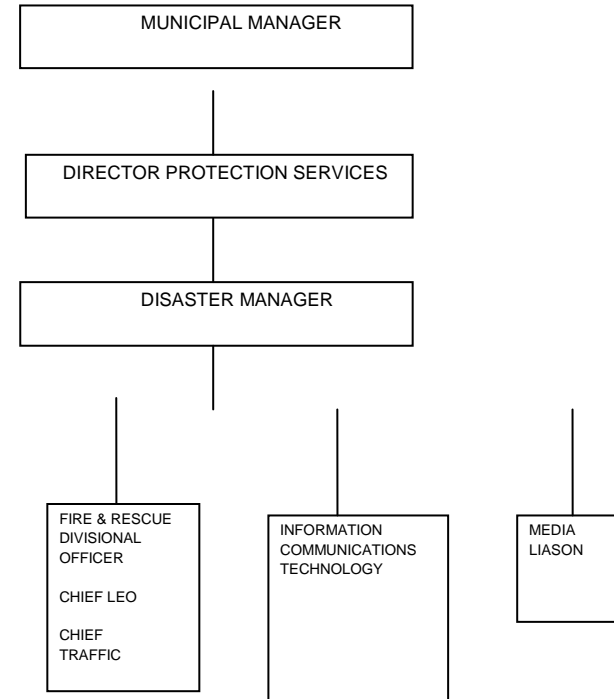 MUNICIPAL MANAGER
DIRECTOR PROTECTION SERVICES
DISASTER MANAGER
FIRE & RESCUE
DIVISIONAL
OFFICER
CHIEF LEO
CHIEF
TRAFFIC
INFORMATION
COMMUNICATIONS
TECHNOLOGY
MEDIA
LIASON